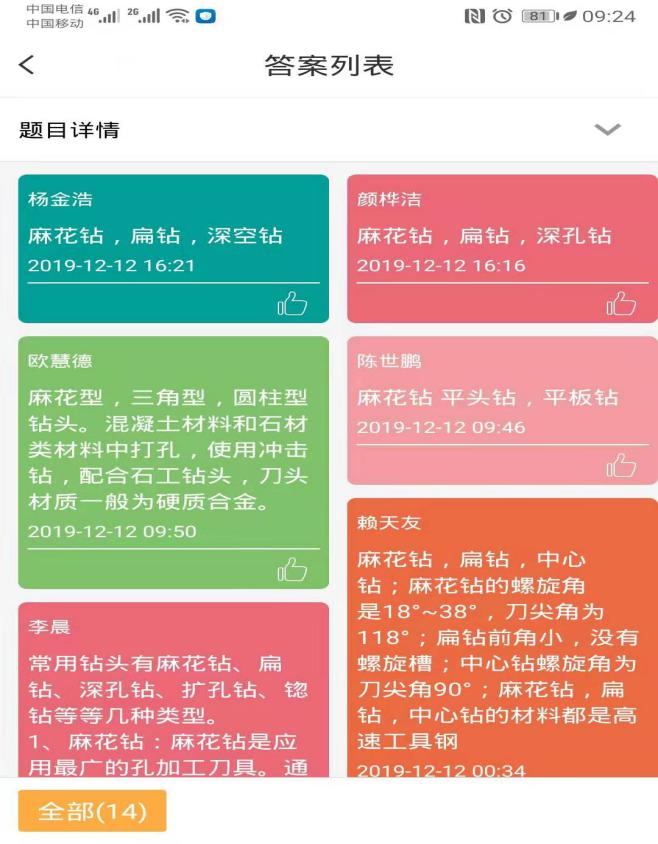 中国电信 4G 2G 81 09:24
中国移动
答案列表
题目详情
杨金浩
麻花钻，扁钻，深空钻
2019-12-12 16:21
颜桦洁
麻花钻，扁钻，深孔钻
2019-12-12 16:16
欧慧德
麻花型，三角型，圆柱型
钻头。混凝土材料和石材
类材料中打孔，使用冲击
钻，配合石工钻头，刀头
材质一般为硬质合金。
2019-12-12 09:50
陈世鹏
麻花钻 平头钻，平板钻
2019-12-12 09:46
赖天友
麻花钻，扁钻，中心
钻；麻花钻的螺旋角
是18°~38°，刀尖角为
118°；扁钻前角小，没有
螺旋槽；中心钻螺旋角为
刀尖角90°；麻花钻，扁
钻，中心钻的材料都是高
速工具钢
2019-12-12 00:34
李晨
常用钻头有麻花钻、扁
钻、深孔钻、扩孔钻、锪
钻等等几种类型。
1、麻花钻：麻花钻是应
用最广的孔加工刀具。通
全部(14)